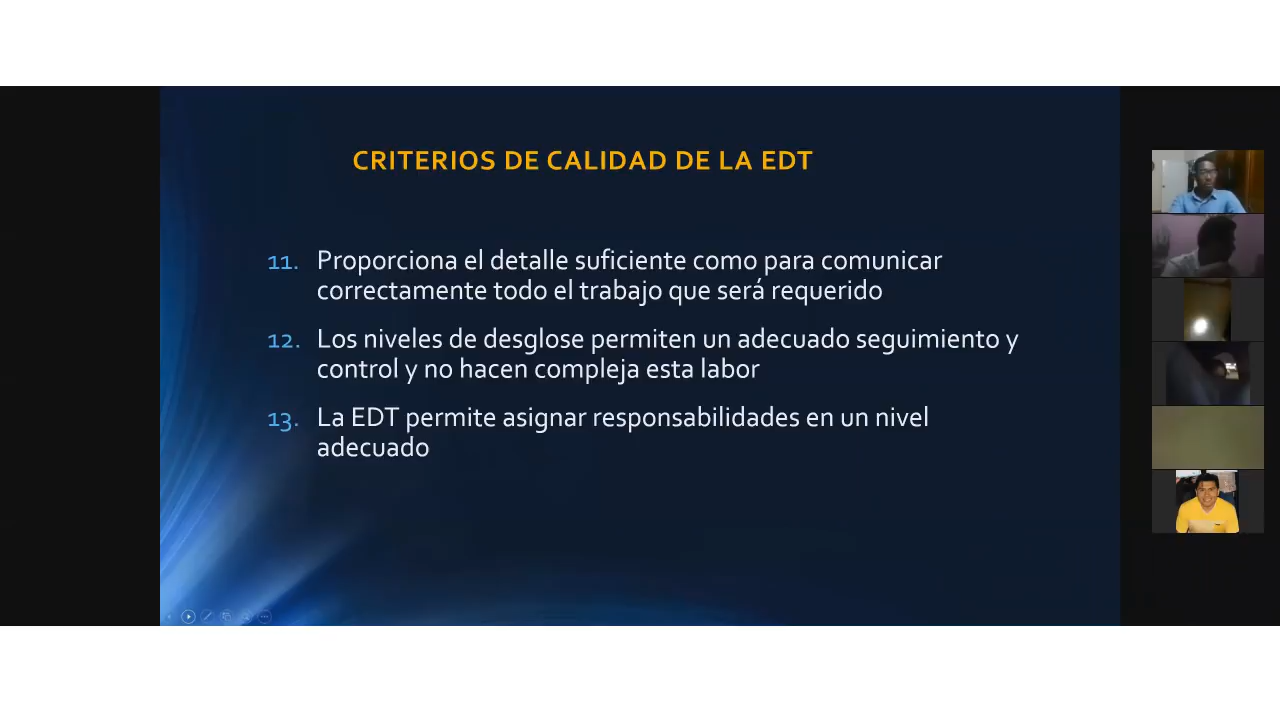 CRITERIOS DE CALIDAD DE LA EDT
11. Proporciona el detalle suficiente como para comunicar
correctamente todo el trabajo que será requerido
12. Los niveles de desglose permiten un adecuado seguimiento y
control y no hacen compleja esta labor
13. La EDT permite asignar responsabilidades en un nivel
adecuado